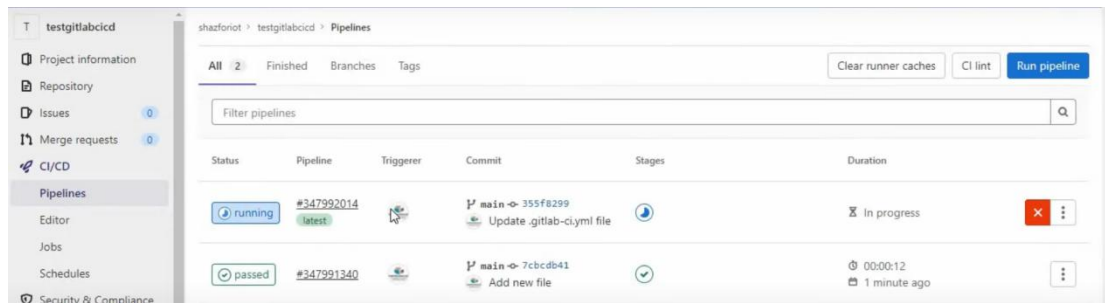 T testgitlabcicd
Project information
Repository
Issues 0
Merge requests 0
CI/CD
Pipelines
Editor
Jobs
Schedules
Security & Compliance
shazforiot > testgitlabcicd > Pipelines
All 2 Finished Branches Tags
Clear runner caches CI lint Run pipeline
Filter pipelines
Status Pipeline Triggerer Commit Stages Duration
running #347992014 main 355f8299 In progress
latest Update .gitlab-ci.yml file
passed #347991340 main 7cbcdb41 00:00:12
Add new file 1 minute ago